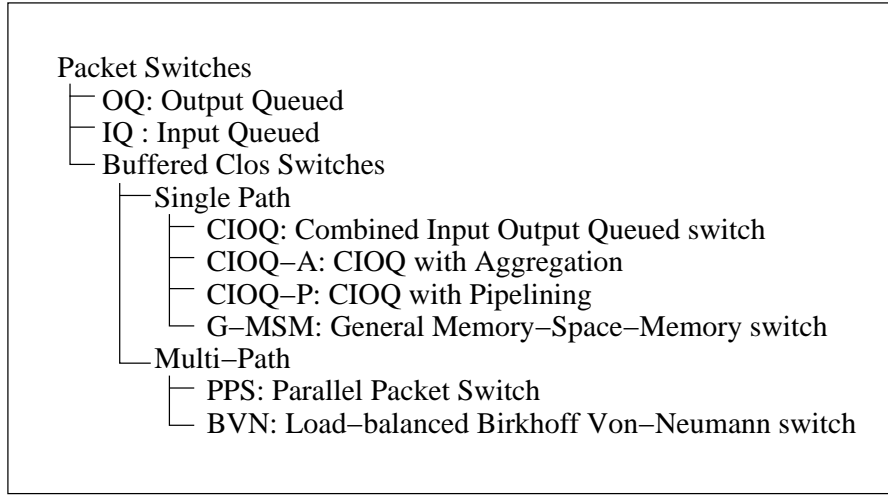 Packet Switches
OQ: Output Queued
IQ : Input Queued
Buffered Clos Switches
Single Path
CIOQ: Combined Input Output Queued switch
CIOQ−A: CIOQ with Aggregation
CIOQ−P: CIOQ with Pipelining
G−MSM: General Memory−Space−Memory switch
Multi−Path
PPS: Parallel Packet Switch
BVN: Load−balanced Birkhoff Von−Neumann switch